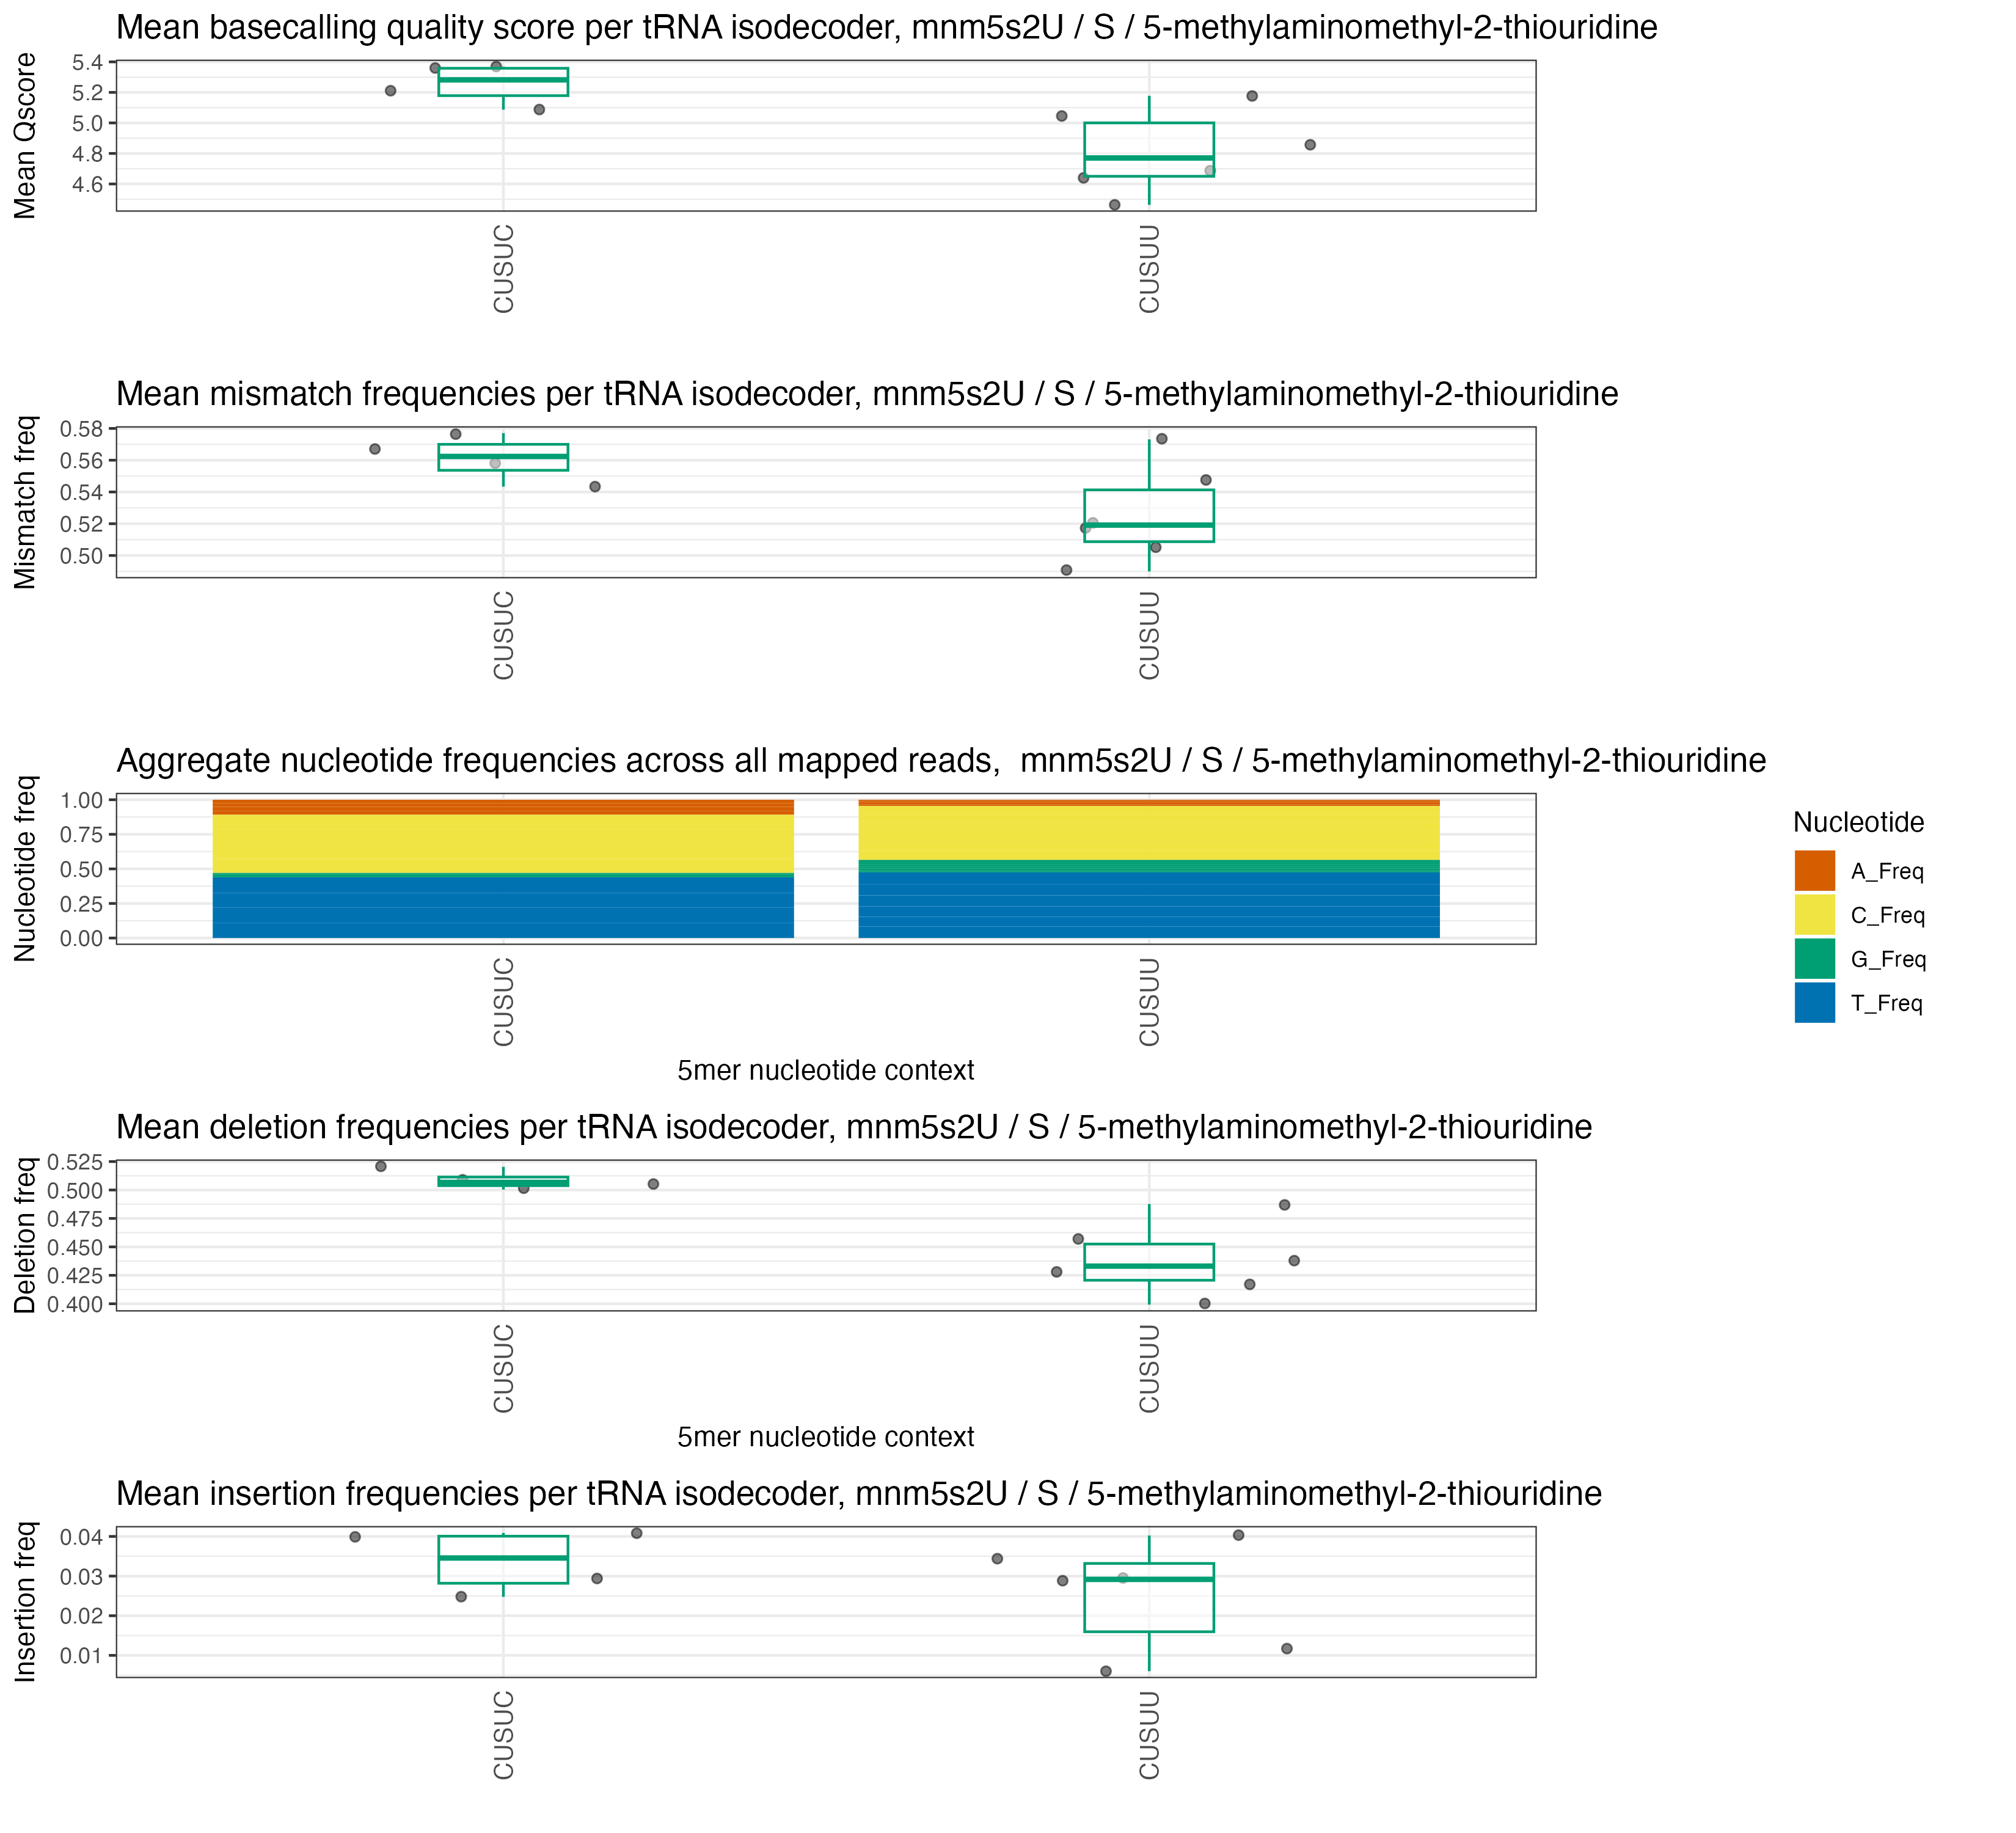 Mean basecalling quality score per tRNA isodecoder, mnm5s2U / S / 5-methylaminomethyl-2-thiouridine
Mean Qscore
5.4
5.2
5.0
4.8
4.6
CUSUC
CUSUU
Mean mismatch frequencies per tRNA isodecoder, mnm5s2U / S / 5-methylaminomethyl-2-thiouridine
Mismatch freq
0.58
0.56
0.54
0.52
0.50
CUSUC
CUSUU
Aggregate nucleotide frequencies across all mapped reads,  mnm5s2U / S / 5-methylaminomethyl-2-thiouridine
Nucleotide freq
1.00
0.75
0.50
0.25
0.00
CUSUC
CUSUU
5mer nucleotide context
Nucleotide
A_Freq
C_Freq
G_Freq
T_Freq
Mean deletion frequencies per tRNA isodecoder, mnm5s2U / S / 5-methylaminomethyl-2-thiouridine
Deletion freq
0.525
0.500
0.475
0.450
0.425
0.400
CUSUC
CUSUU
5mer nucleotide context
Mean insertion frequencies per tRNA isodecoder, mnm5s2U / S / 5-methylaminomethyl-2-thiouridine
Insertion freq
0.04
0.03
0.02
0.01
CUSUC
CUSUU